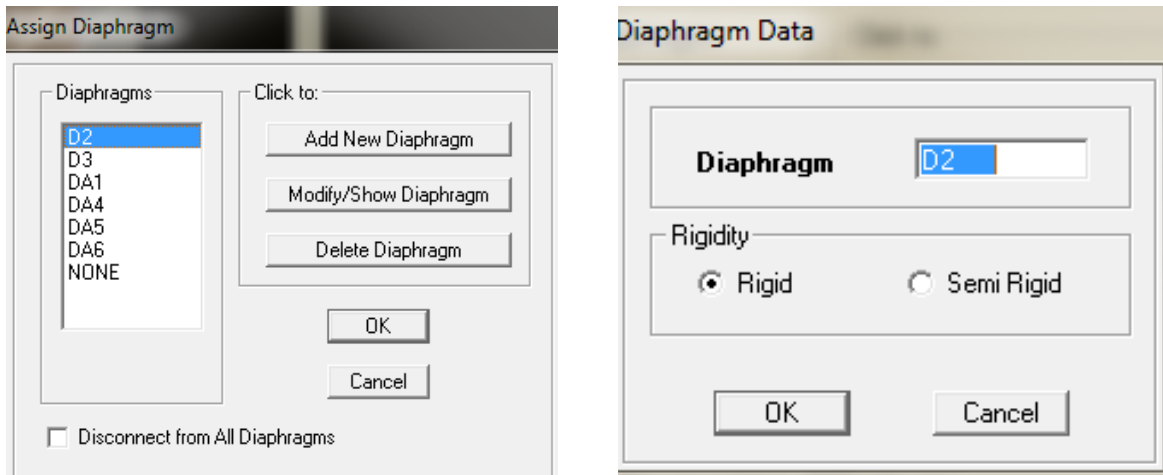 Assign Diaphragm
Diaphragms
D2
D3
DA1
DA4
DA5
DA6
NONE
Click to:
Add New Diaphragm
Modify/Show Diaphragm
Delete Diaphragm
OK
Cancel
Disconnect from All Diaphragms
Diaphragm Data
Diaphragm
D2
Rigidity
Rigid
Semi Rigid
OK
Cancel